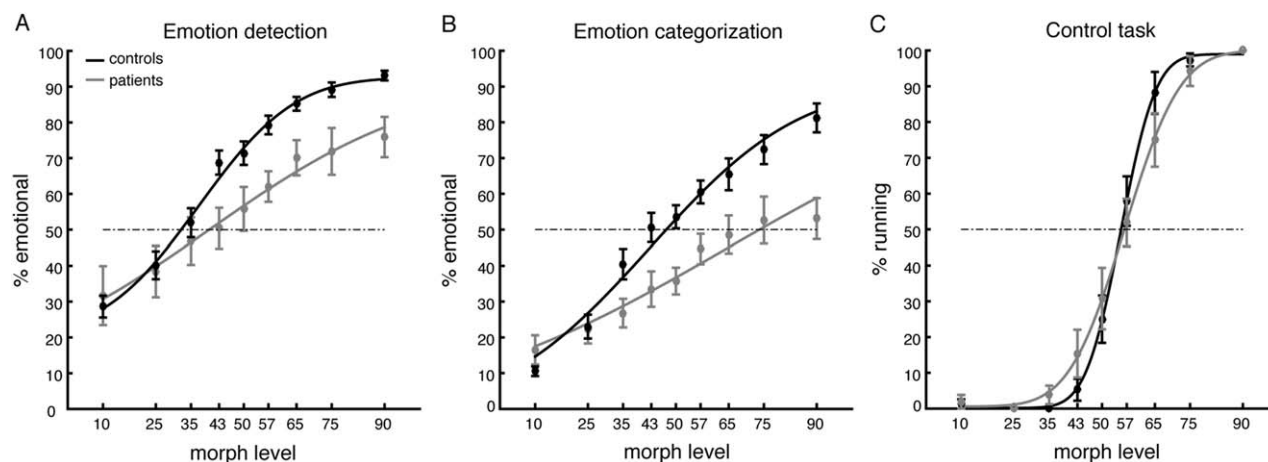 A
Emotion detection
controls
patients
% emotional
100
90
80
70
60
50
40
30
20
10
0
10 25 35 43 50 57 65 75 90
morph level
B
Emotion categorization
% emotional
100
90
80
70
60
50
40
30
20
10
0
10 25 35 43 50 57 65 75 90
morph level
C
Control task
% running
100
90
80
70
60
50
40
30
20
10
0
10 25 35 43 50 57 65 75 90
morph level